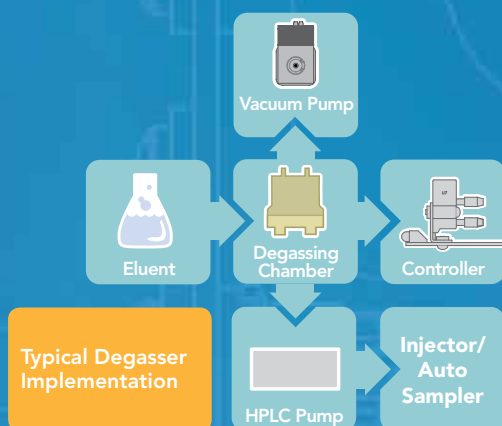 Vacuum Pump
Eluent
Degassing
Chamber
Controller
Typical Degasser
Implementation
HPLC Pump
Injector/
Auto
Sampler